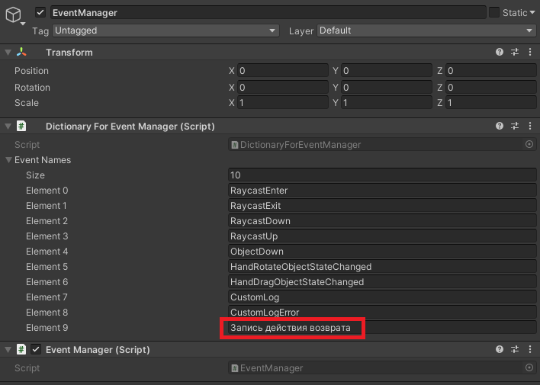 EventManager Static
Tag Untagged Layer Default
Transform
Position X 0 Y 0 Z 0
Rotation X 0 Y 0 Z 0
Scale X 1 Y 1 Z 1
# Dictionary For Event Manager (Script)
Script DictionaryForEventManager
Event Names
Size 10
Element 0 RaycastEnter
Element 1 RaycastExit
Element 2 RaycastDown
Element 3 RaycastUp
Element 4 ObjectDown
Element 5 HandRotateObjectStateChanged
Element 6 HandDragObjectStateChanged
Element 7 CustomLog
Element 8 CustomLogError
Element 9 Запись действия возврата
# Event Manager (Script)
Script EventManager